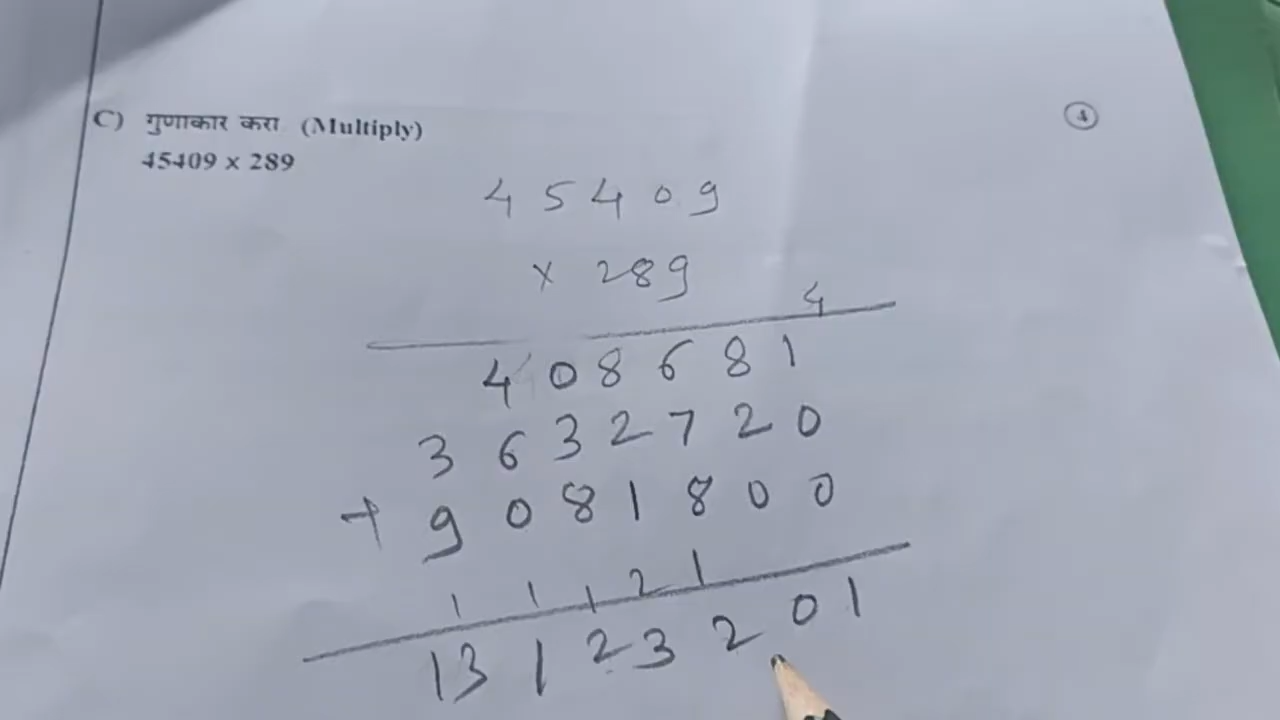 C) गुणाकार करा (Multiply)
4
45409 x 289
4 5 4 0 9
x 2 8 9
4
4 0 8 6 8 1
3 6 3 2 7 2 0
+ 9 0 8 1 8 0 0
1 1 1 2 1
1 3 1 2 3 2 0 1